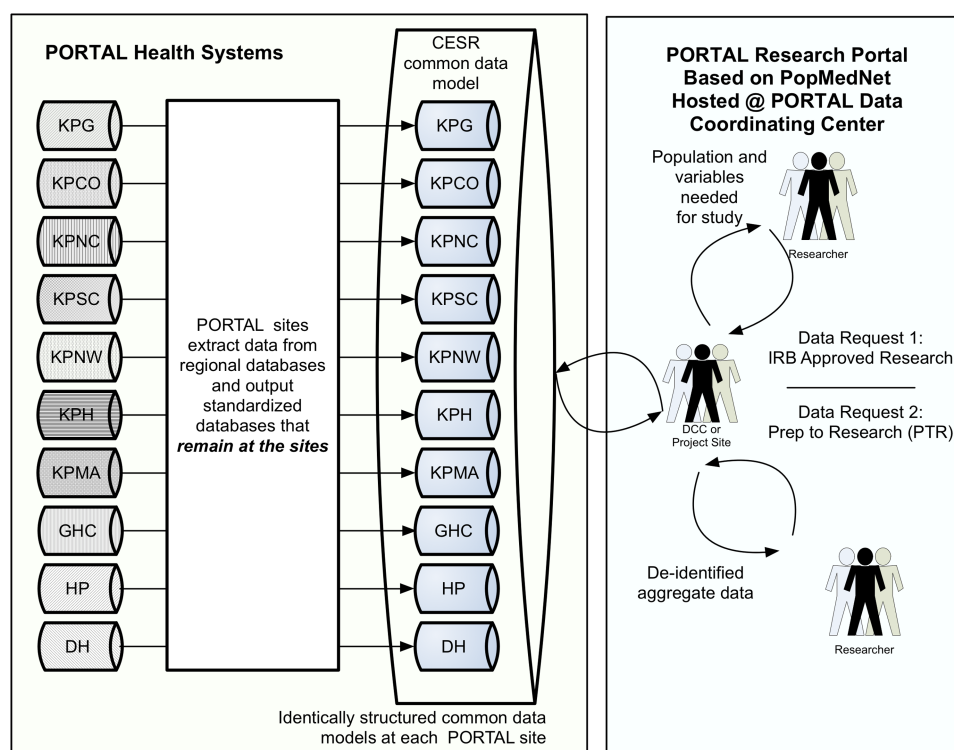 PORTAL Health Systems
CESR
common data
model
KPG
KPCO
KPNC
KPSC
KPNW
KPH
KPMA
GHC
HP
DH
PORTAL sites
extract data from
regional databases
and output
standardized
databases that
remain at the sites
KPG
KPCO
KPNC
KPSC
KPNW
KPH
KPMA
GHC
HP
DH
Identically structured common data
models at each PORTAL site
PORTAL Research Portal
Based on PopMedNet
Hosted @ PORTAL Data
Coordinating Center
Population and
variables
needed
for study
Researcher
Data Request 1:
IRB Approved Research
DCC or
Project Site
Data Request 2:
Prep to Research (PTR)
De-identified
aggregate data
Researcher